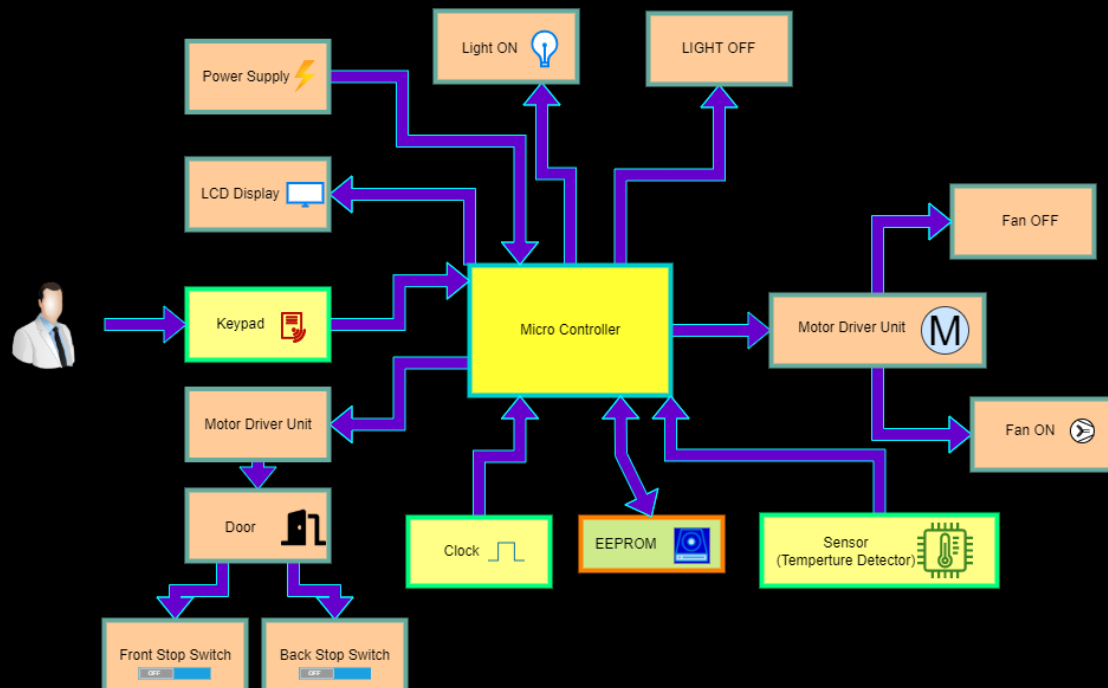 Light ON
LIGHT OFF
Power Supply
LCD Display
Fan OFF
Keypad
Micro Controller
Motor Driver Unit
M
Motor Driver Unit
Fan ON
Door
Clock
EEPROM
Sensor
(Temperture Detector)
Front Stop Switch
OFF
Back Stop Switch
OFF